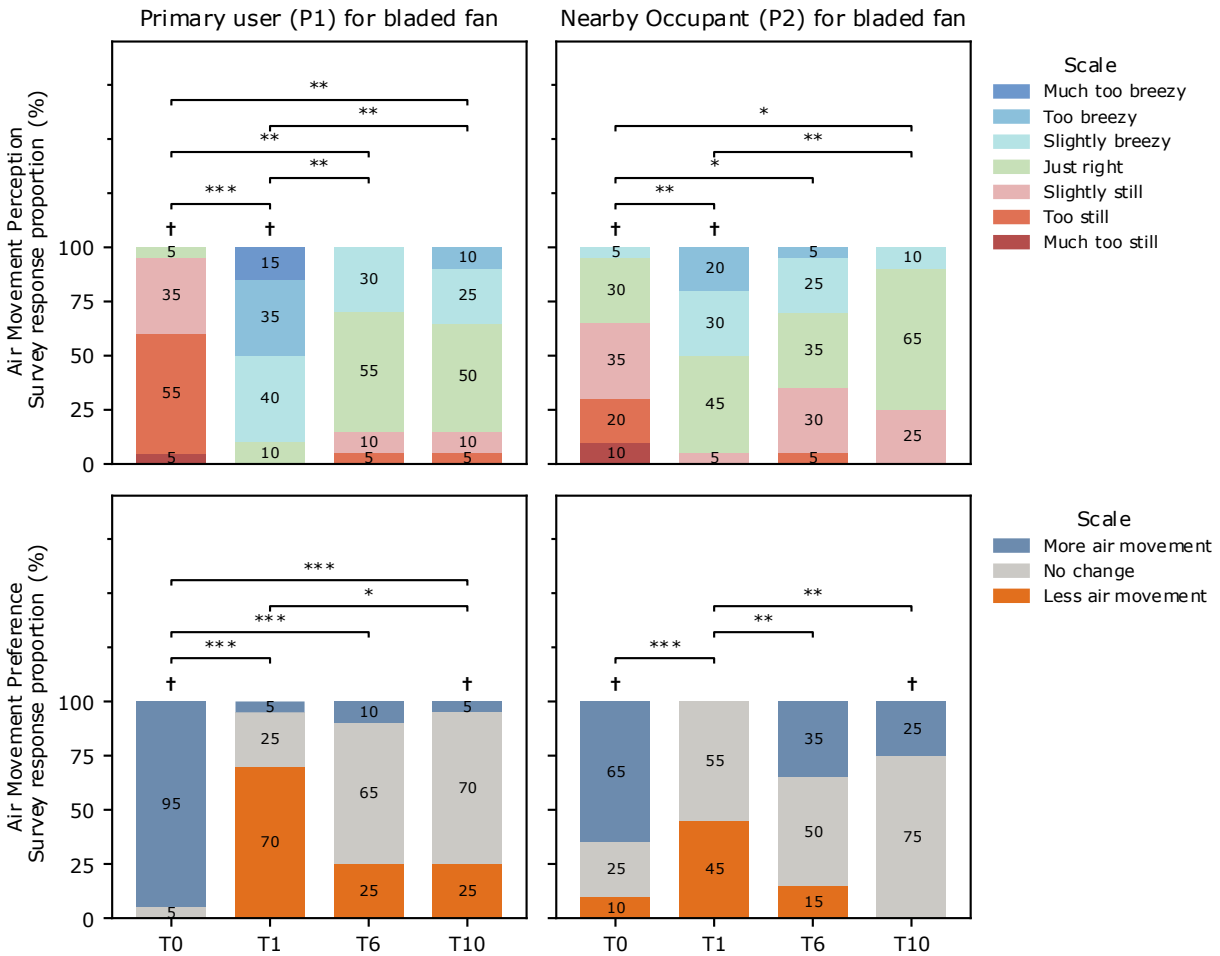 Primary user (P1) for bladed fan
Nearby Occupant (P2) for bladed fan
Air Movement Perception
Survey response proportion (%)
100
75
50
25
0
**
**
**
**
***
† †
5 35 55 5
15 35 40 10
30 55 10 5
10 25 50 10 5
*
**
*
**
† †
5 30 35 20 10
20 30 45 5
5 25 35 30 5
10 65 25
Scale
Much too breezy
Too breezy
Slightly breezy
Just right
Slightly still
Too still
Much too still
Air Movement Preference
Survey response proportion (%)
100
75
50
25
0
***
*
***
***
† †
95 5
5 25 70
10 65 25
5 70 25
T0 T1 T6 T10
**
**
***
† †
65 25 10
55 45
35 50 15
25 75
T0 T1 T6 T10
Scale
More air movement
No change
Less air movement